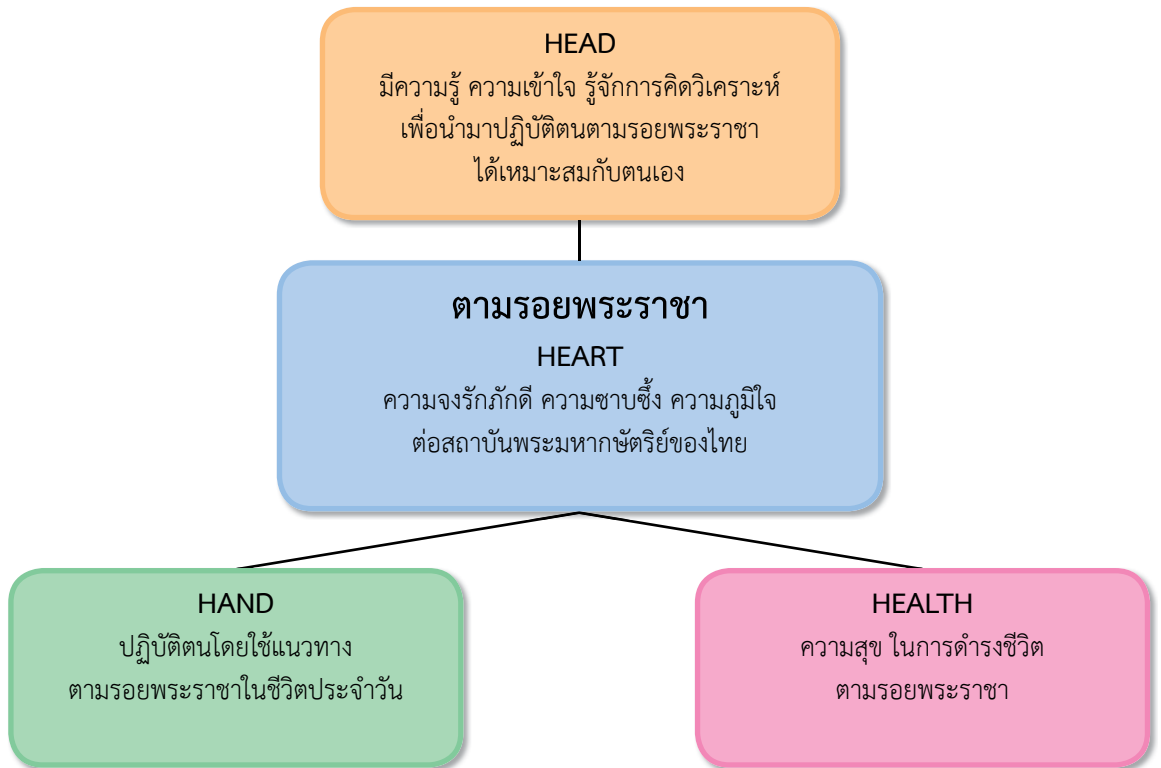 HEAD
มีความรู้ ความเข้าใจ รู้จักการคิดวิเคราะห์
เพื่อนำมาปฏิบัติตนตามรอยพระราชา
ได้เหมาะสมกับตนเอง
ตามรอยพระราชา
HEART
ความจงรักภักดี ความซาบซึ้ง ความภูมิใจ
ต่อสถาบันพระมหากษัตริย์ของไทย
HAND
ปฏิบัติตนโดยใช้แนวทาง
ตามรอยพระราชาในชีวิตประจำวัน
HEALTH
ความสุข ในการดำรงชีวิต
ตามรอยพระราชา